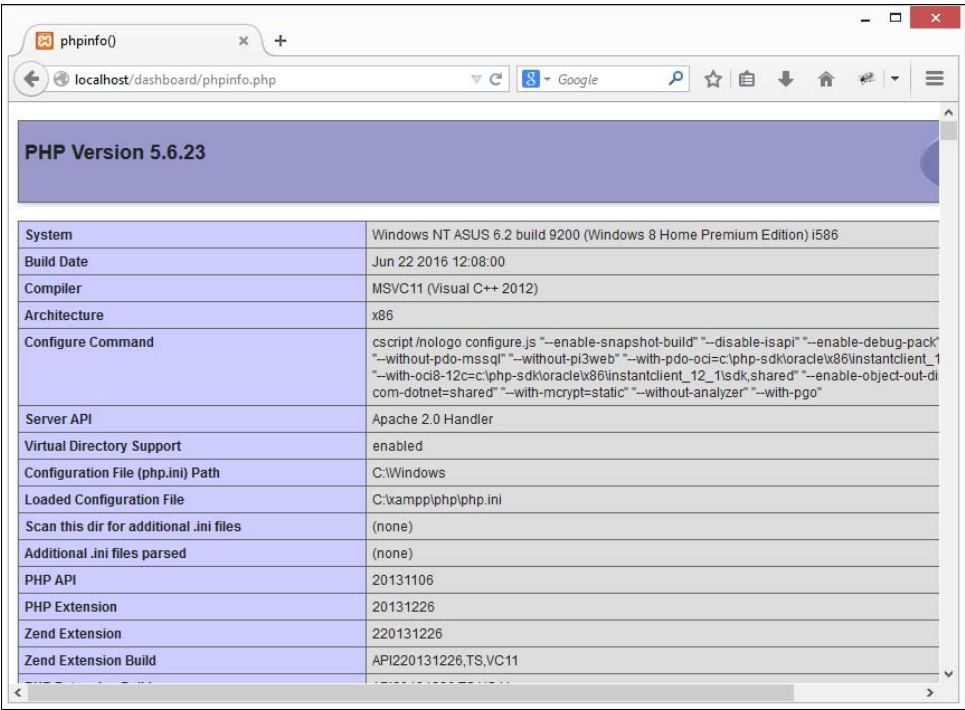 phpinfo()
localhost/dashboard/phpinfo.php
Google
PHP Version 5.6.23
System Windows NT ASUS 6.2 build 9200 (Windows 8 Home Premium Edition) i586
Build Date Jun 22 2016 12:08:00
Compiler MSVC11 (Visual C++ 2012)
Architecture x86
Configure Command cscript /nologo configure.js "--enable-snapshot-build" "--disable-isapi" "--enable-debug-pack"
"--without-pdo-mssql" "--without-pi3web" "--with-pdo-oci=c:\php-sdk\oracle\x86\instantclient_1
"--with-oci8-12c=c:\php-sdk\oracle\x86\instantclient_12_1\sdk,shared" "--enable-object-out-di
com-dotnet=shared" "--with-mcrypt=static" "--without-analyzer" "--with-pgo"
Server API Apache 2.0 Handler
Virtual Directory Support enabled
Configuration File (php.ini) Path C:\Windows
Loaded Configuration File C:\xampp\php\php.ini
Scan this dir for additional .ini files (none)
Additional .ini files parsed (none)
PHP API 20131106
PHP Extension 20131226
Zend Extension 220131226
Zend Extension Build API220131226,TS,VC11